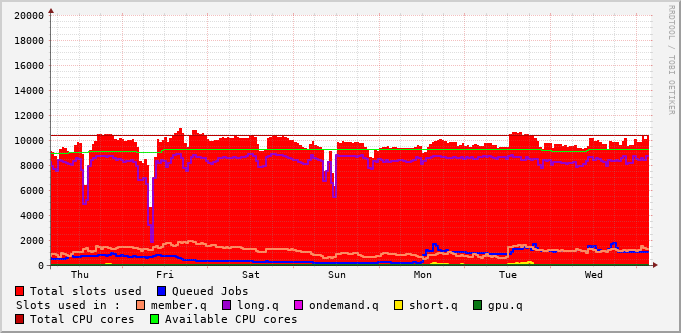 20000
18000
16000
14000
12000
10000
8000
6000
4000
2000
0
Thu Fri Sat Sun Mon Tue Wed
Total slots used Queued Jobs
Slots used in : member.q long.q ondemand.q short.q gpu.q
Total CPU cores Available CPU cores
RRDTOOL / TOBI OETIKER